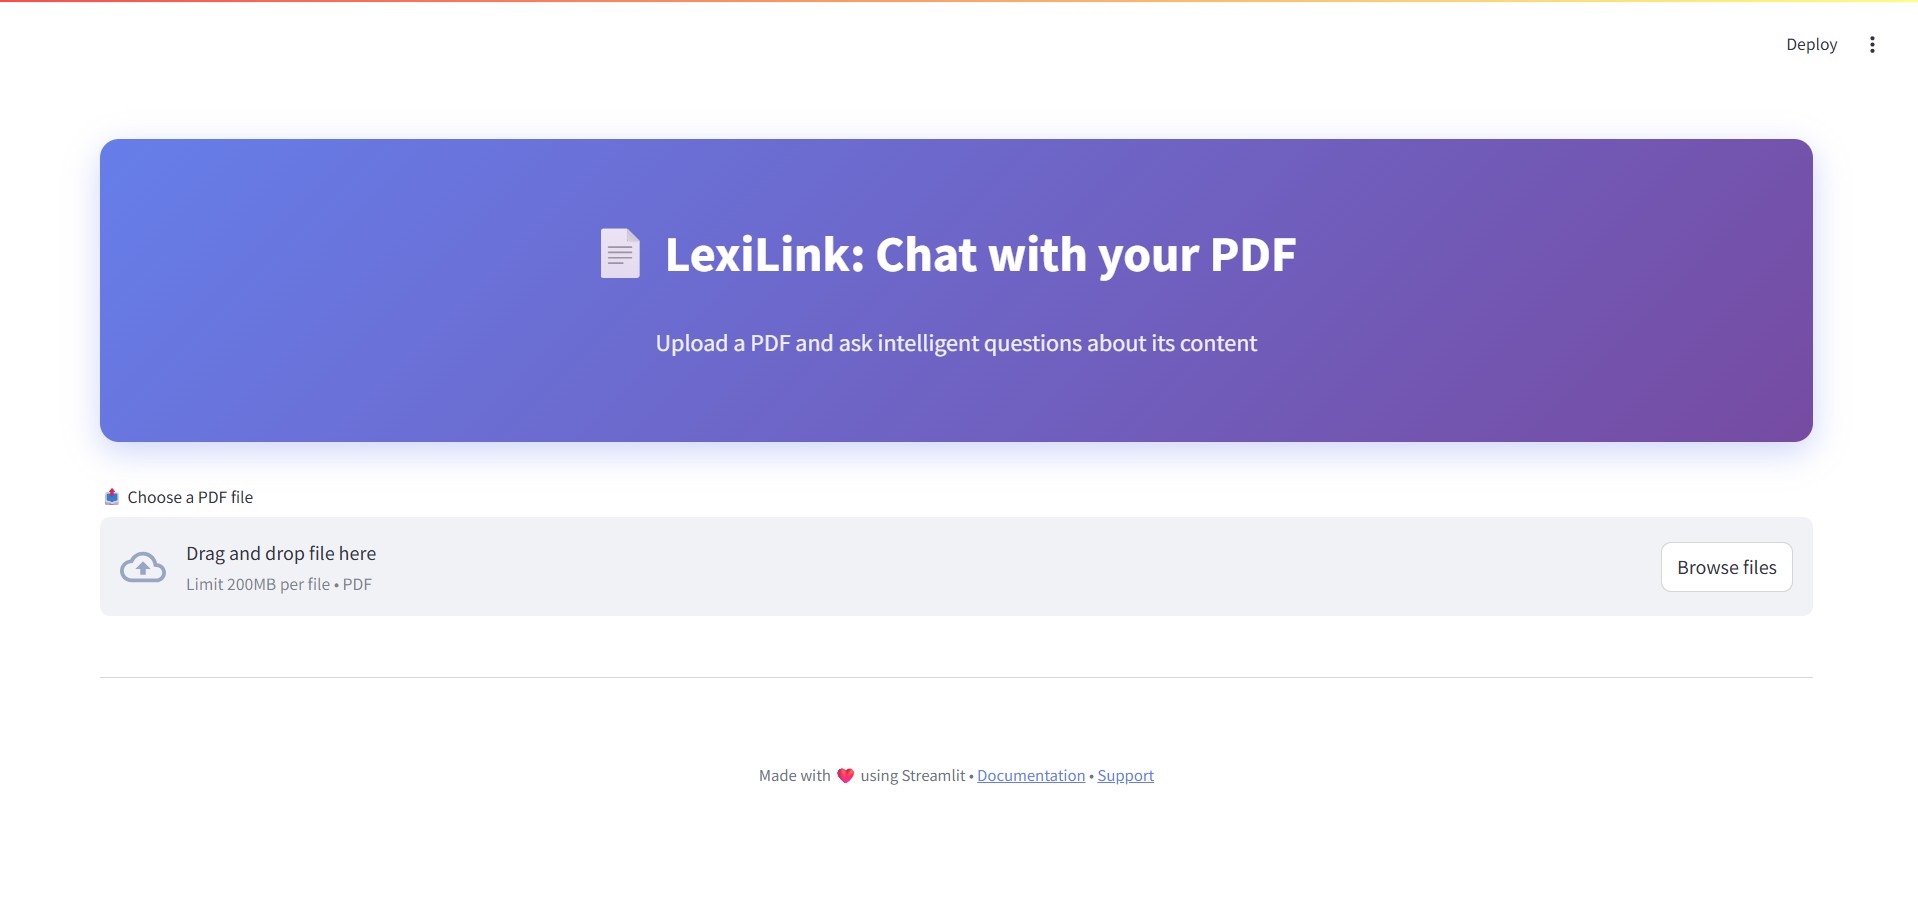 Deploy
LexiLink: Chat with your PDF
Upload a PDF and ask intelligent questions about its content
Choose a PDF file
Drag and drop file here
Limit 200MB per file • PDF
Browse files
Made with ❤️ using Streamlit • Documentation • Support